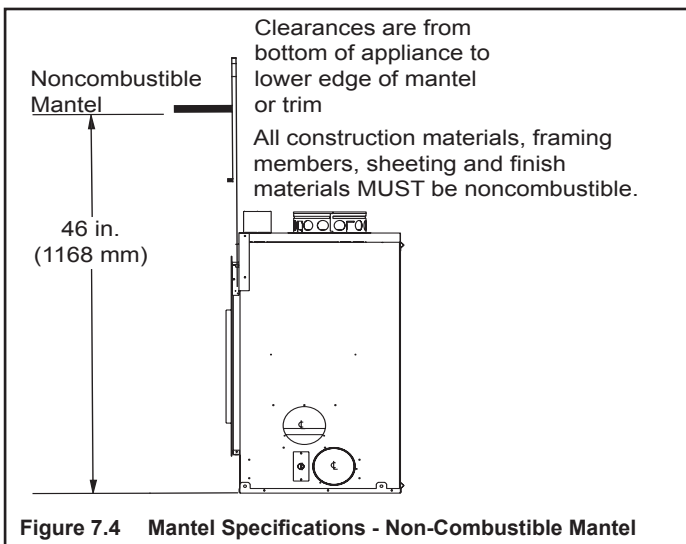 Clearances are from
bottom of appliance to
lower edge of mantel
or trim
Noncombustible
Mantel
All construction materials, framing
members, sheeting and finish
materials MUST be noncombustible.
46 in.
(1168 mm)
Figure 7.4 Mantel Specifications - Non-Combustible Mantel